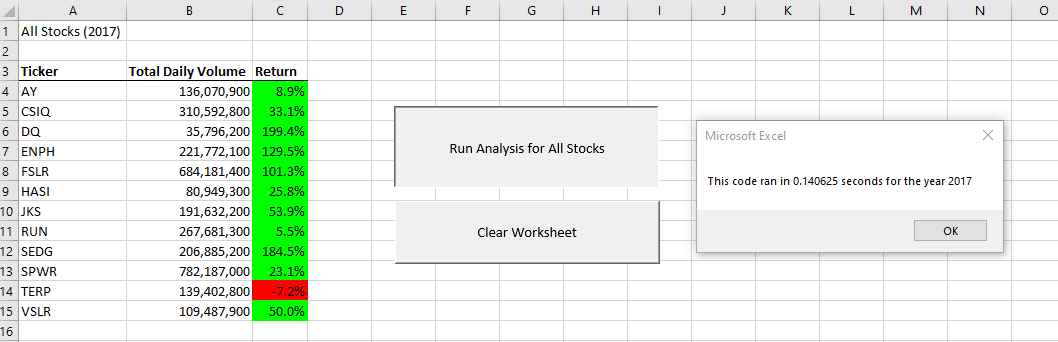 A B C D E F G H I J K L M N O
1 All Stocks (2017)
2
3 Ticker Total Daily Volume Return
4 AY 136,070,900 8.9%
5 CSIQ 310,592,800 33.1%
6 DQ 35,796,200 199.4%
7 ENPH 221,772,100 129.5%
8 FSLR 684,181,400 101.3%
9 HASI 80,949,300 25.8%
10 JKS 191,632,200 53.9%
11 RUN 267,681,300 5.5%
12 SEDG 206,885,200 184.5%
13 SPWR 782,187,000 23.1%
14 TERP 139,402,800 -7.2%
15 VSLR 109,487,900 50.0%
16
Run Analysis for All Stocks
Clear Worksheet
Microsoft Excel
This code ran in 0.140625 seconds for the year 2017
OK